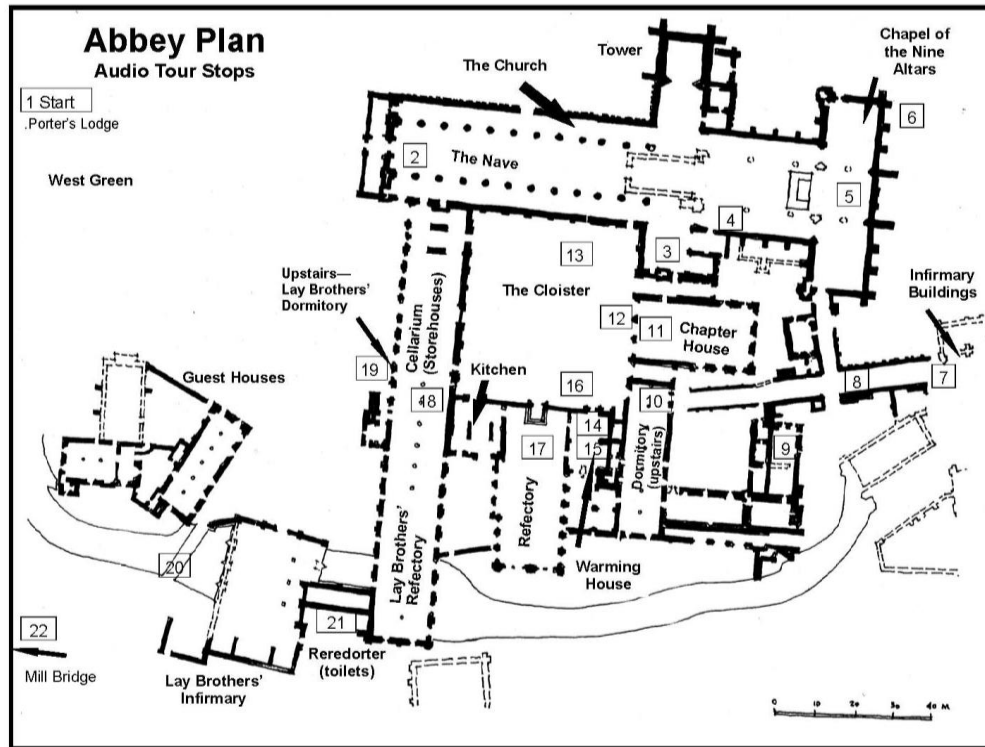 Abbey Plan
Audio Tour Stops
1 Start
.Porter's Lodge
West Green
Tower
The Church
Chapel of
the Nine
Altars
6
2
The Nave
5
4
3
13
The Cloister
Upstairs—
Lay Brothers'
Dormitory
Cellarium
(Storehouses)
12
11
Chapter
House
Infirmary
Buildings
7
8
19
Kitchen
16
10
18
14
15
17
9
Guest Houses
Dormitory
(upstairs)
Refectory
Lay Brothers'
Refectory
Warming
House
20
21
22
Reredorter
(toilets)
Mill Bridge
Lay Brothers'
Infirmary
0 10 20 30 40 M